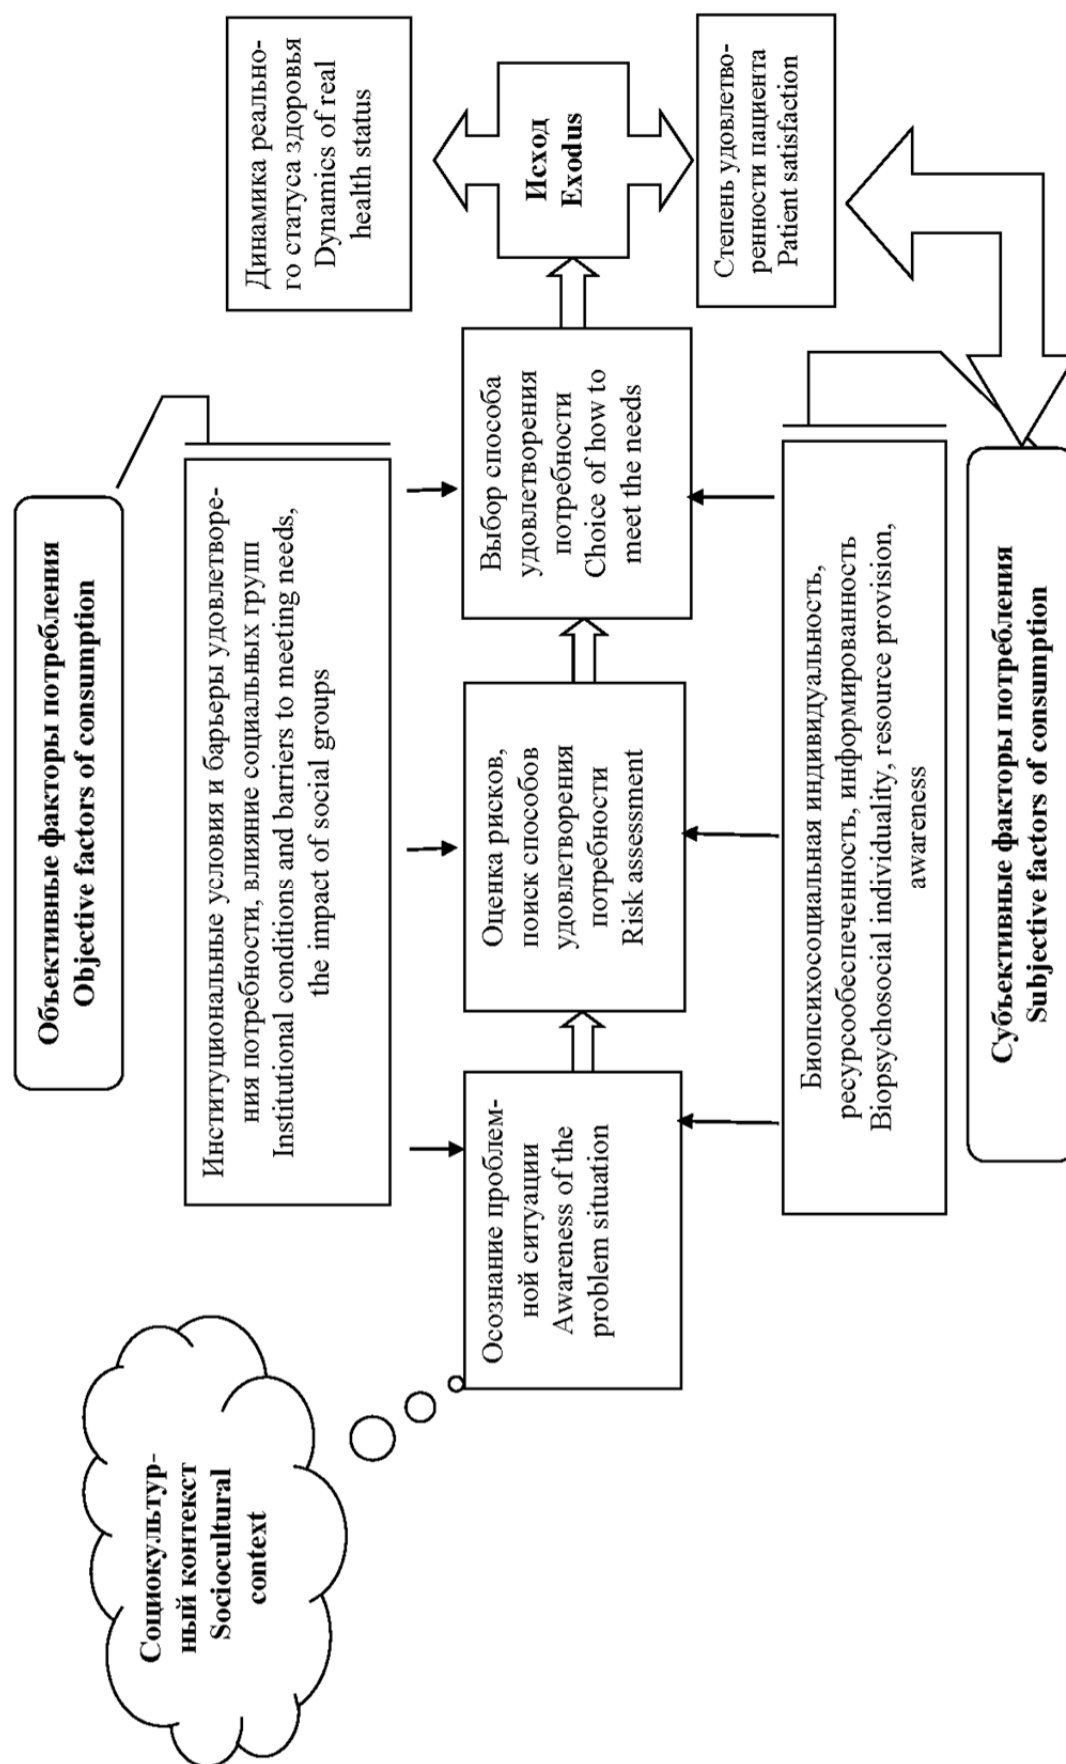 Объективные факторы потребления
Objective factors of consumption
Институциональные условия и барьеры удовлетворе-
ния потребности, влияние социальных групп
Institutional conditions and barriers to meeting needs,
the impact of social groups
Социокультур-
ный контекст
Sociocultural
context
Осознание проблем-
ной ситуации
Awareness of the
problem situation
Оценка рисков,
поиск способов
удовлетворения
потребности
Risk assessment
Выбор способа
удовлетворения
потребности
Choice of how to
meet the needs
Исход
Exodus
Динамика реально-
го статуса здоровья
Dynamics of real
health status
Степень удовлетво-
ренности пациента
Patient satisfaction
Биопсихосоциальная индивидуальность,
ресурсообеспеченность, информированность
Biopsychosocial individuality, resource provision,
awareness
Субъективные факторы потребления
Subjective factors of consumption